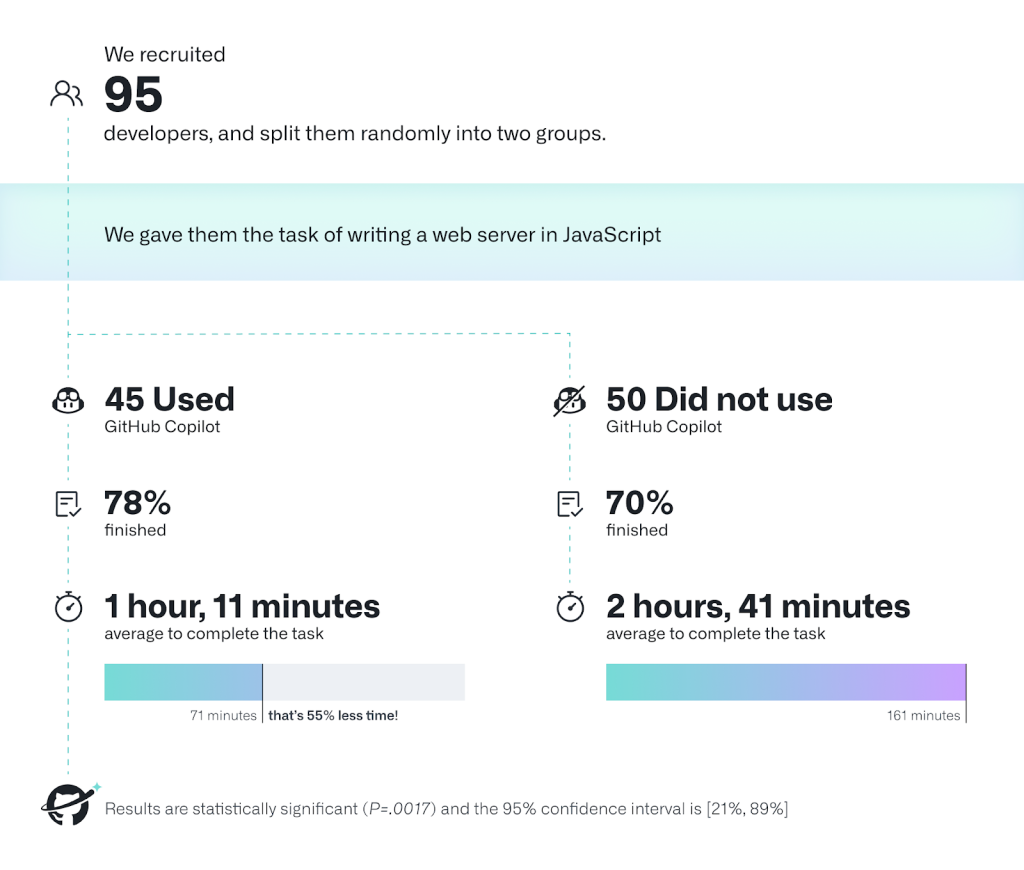 We recruited
95
developers, and split them randomly into two groups.
We gave them the task of writing a web server in JavaScript
45 Used
GitHub Copilot
78%
finished
1 hour, 11 minutes
average to complete the task
71 minutes
that’s 55% less time!
50 Did not use
GitHub Copilot
70%
finished
2 hours, 41 minutes
average to complete the task
161 minutes
Results are statistically significant (P=.0017) and the 95% confidence interval is [21%, 89%]